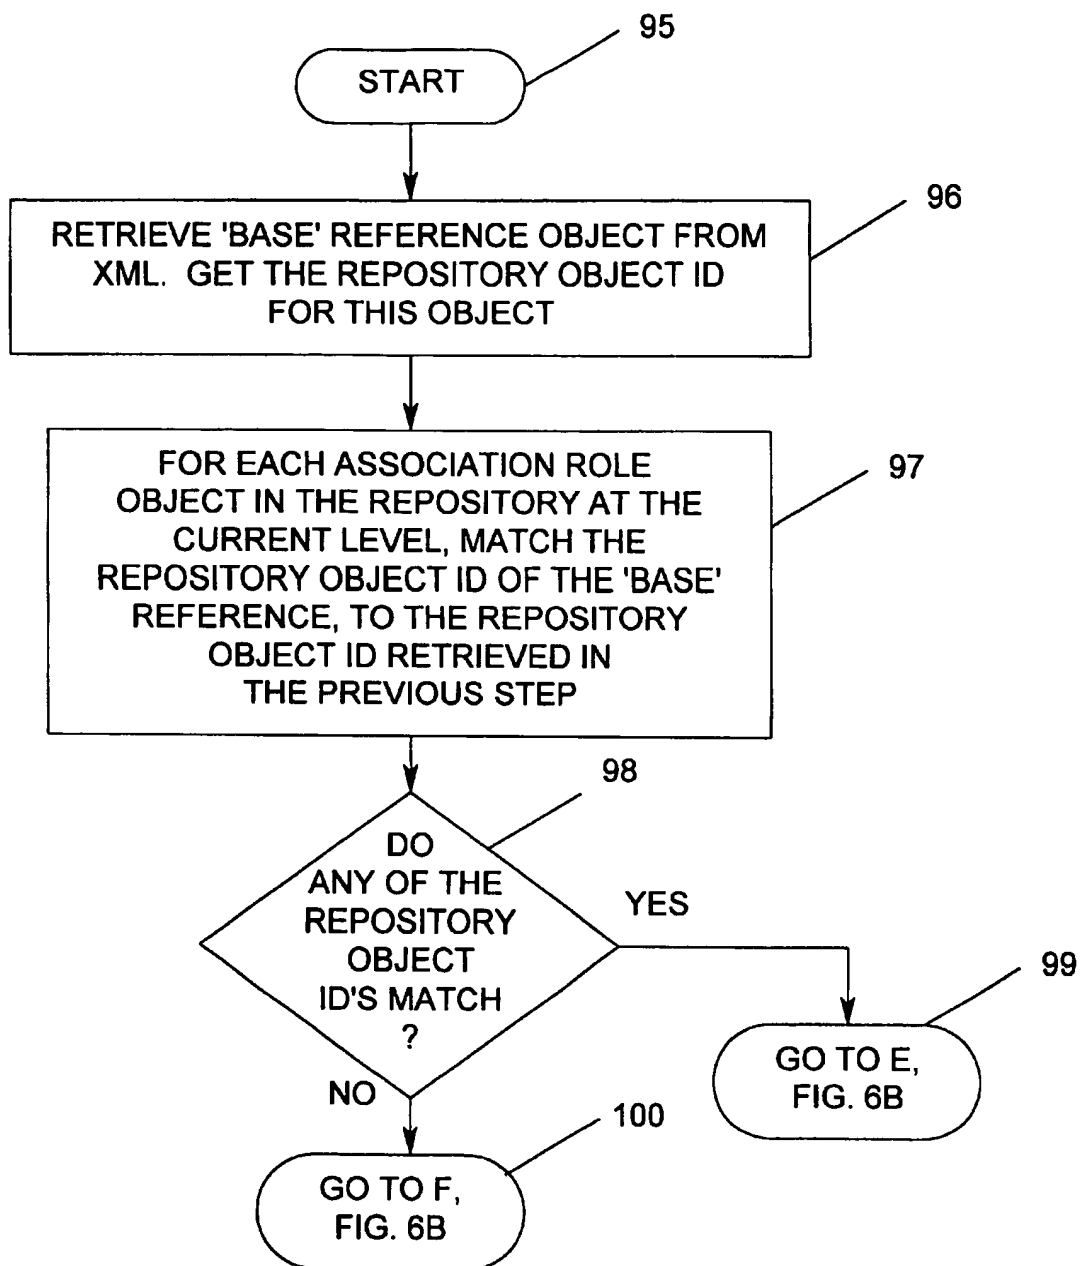 95
START
96
RETRIEVE 'BASE' REFERENCE OBJECT FROM
XML. GET THE REPOSITORY OBJECT ID
FOR THIS OBJECT
97
FOR EACH ASSOCIATION ROLE
OBJECT IN THE REPOSITORY AT THE
CURRENT LEVEL, MATCH THE
REPOSITORY OBJECT ID OF THE 'BASE'
REFERENCE, TO THE REPOSITORY
OBJECT ID RETRIEVED IN
THE PREVIOUS STEP
98
DO
ANY OF THE
REPOSITORY
OBJECT
ID'S MATCH
?
YES
99
GO TO E,
FIG. 6B
NO
100
GO TO F,
FIG. 6B